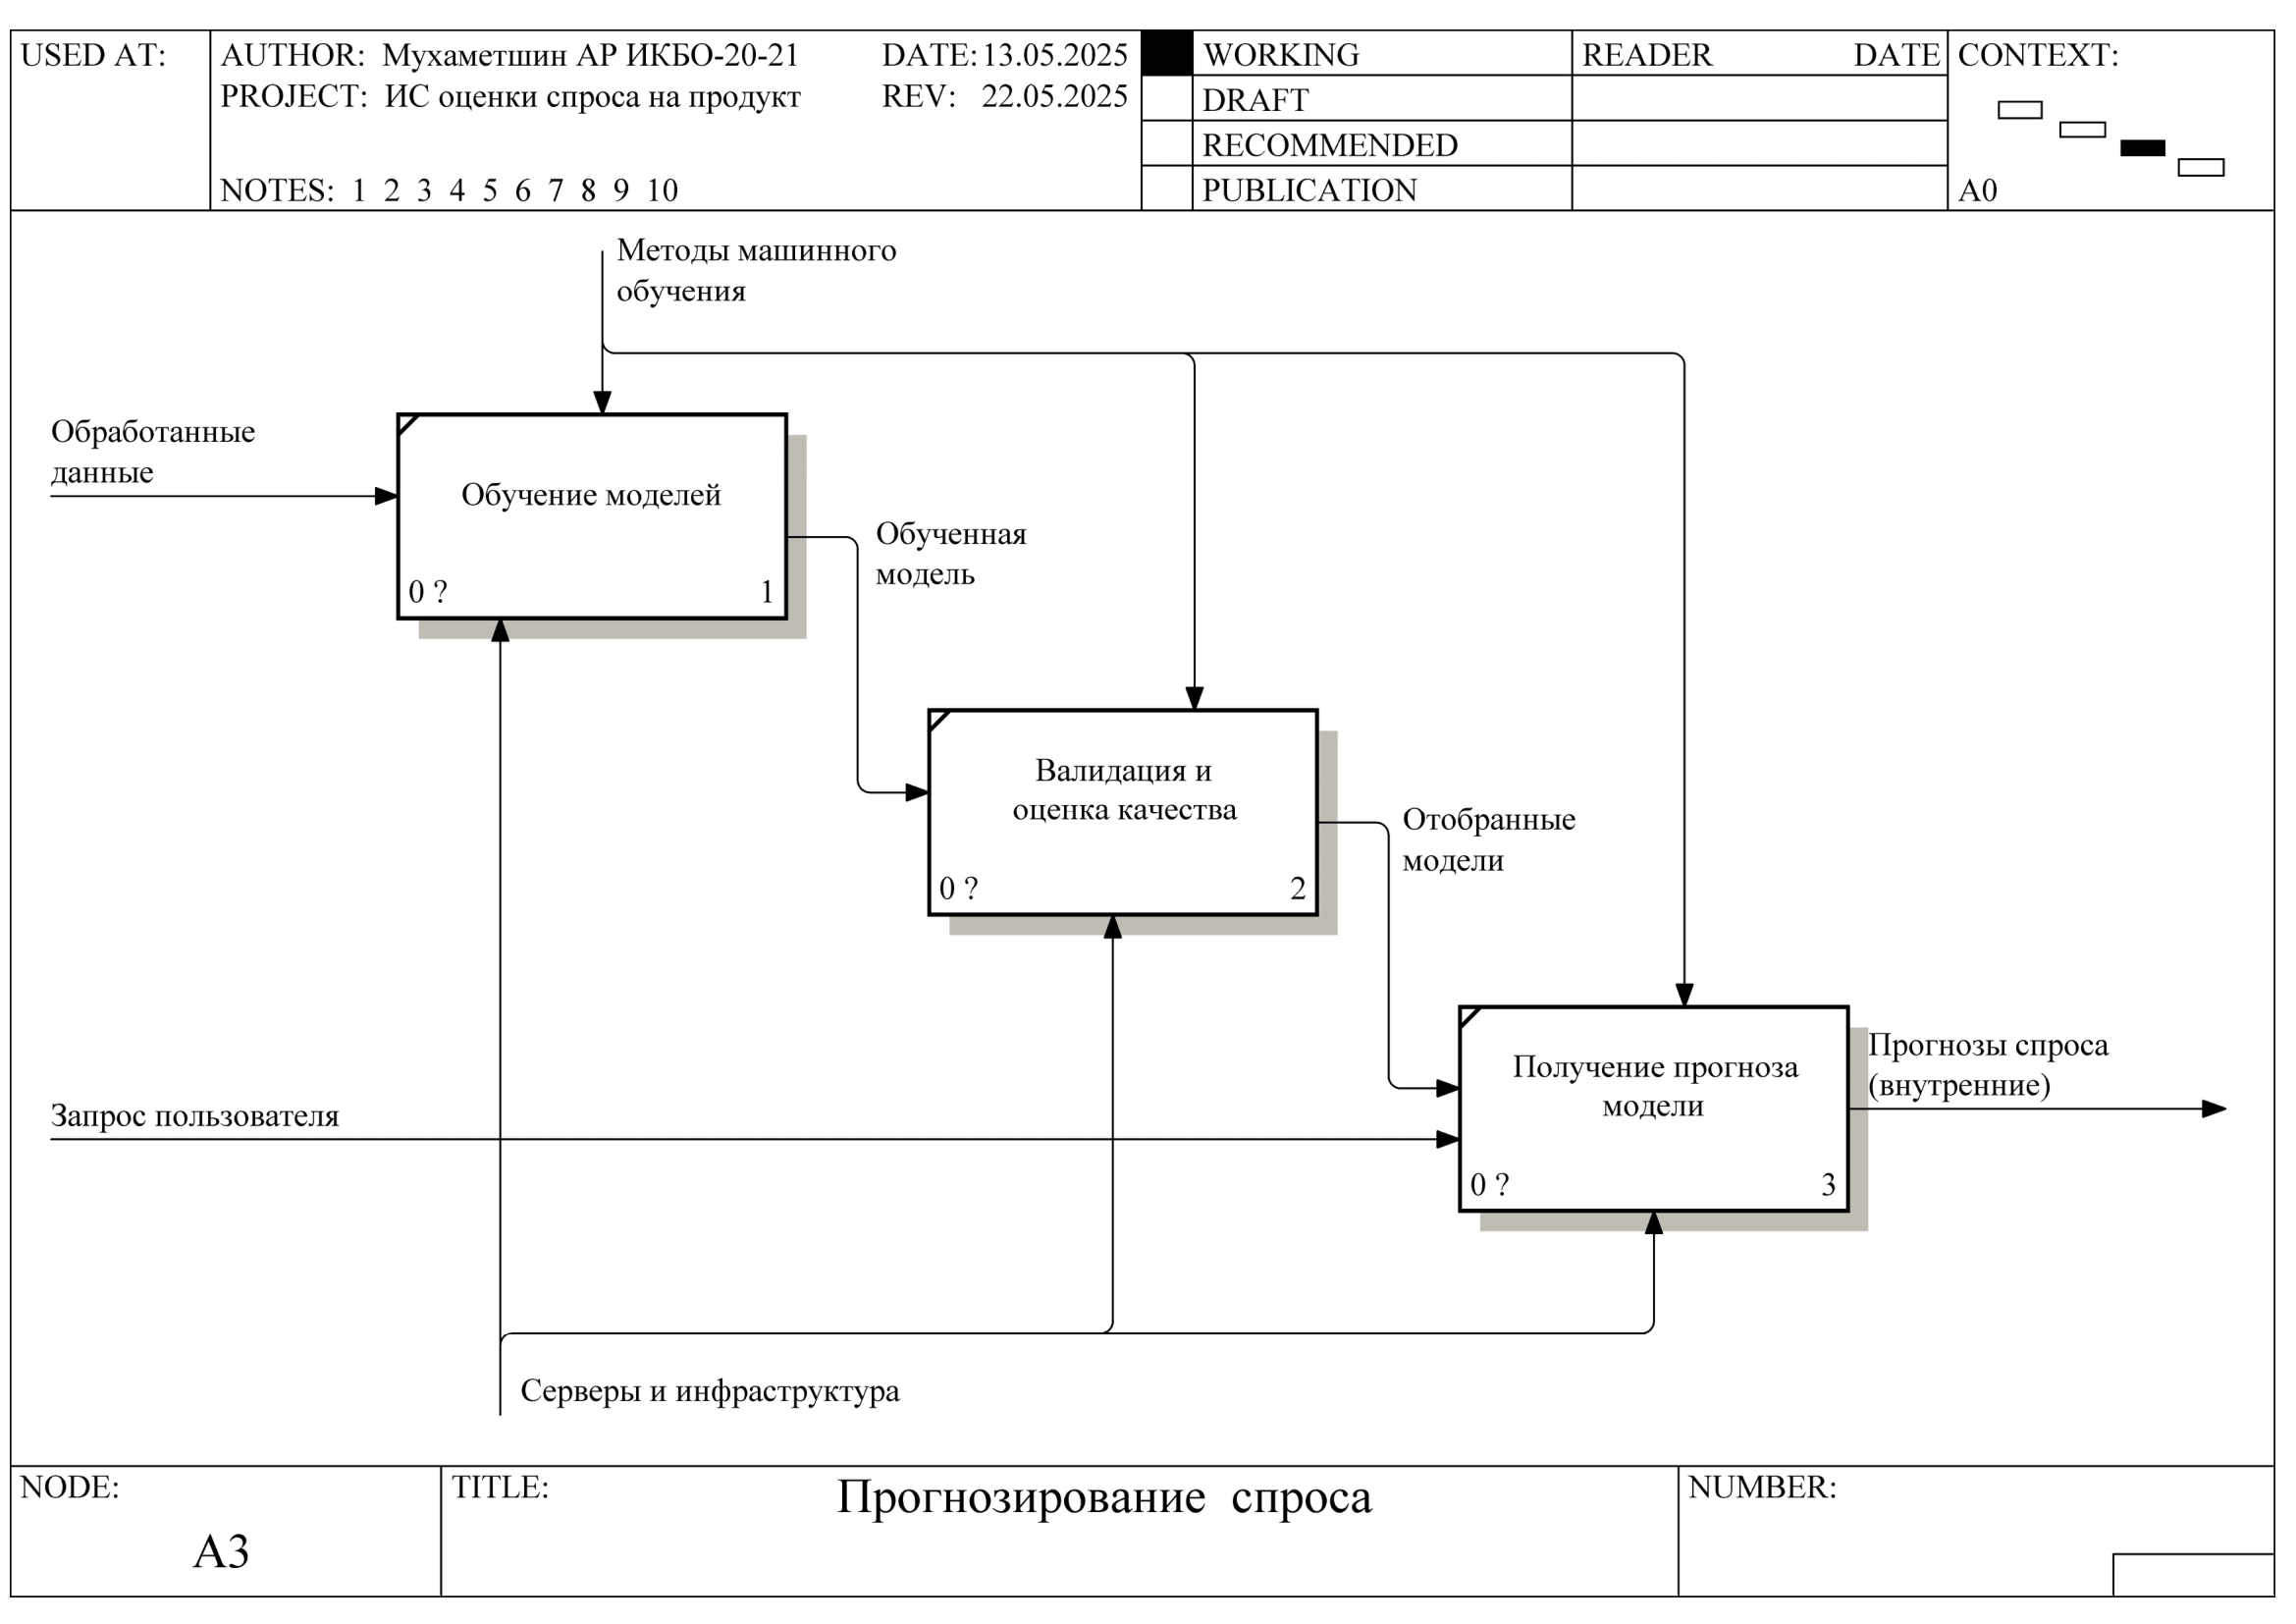 USED AT:
AUTHOR: Мухаметшин АР ИКБО-20-21
DATE: 13.05.2025
PROJECT: ИС оценки спроса на продукт
REV: 22.05.2025
NOTES: 1 2 3 4 5 6 7 8 9 10
WORKING
DRAFT
RECOMMENDED
PUBLICATION
READER DATE
CONTEXT:
A0
Методы машинного
обучения
Обработанные
данные
Обучение моделей
0 ? 1
Обученная
модель
Валидация и
оценка качества
0 ? 2
Отобранные
модели
Получение прогноза
модели
0 ? 3
Прогнозы спроса
(внутренние)
Запрос пользователя
Серверы и инфраструктура
NODE:
A3
TITLE:
Прогнозирование спроса
NUMBER: